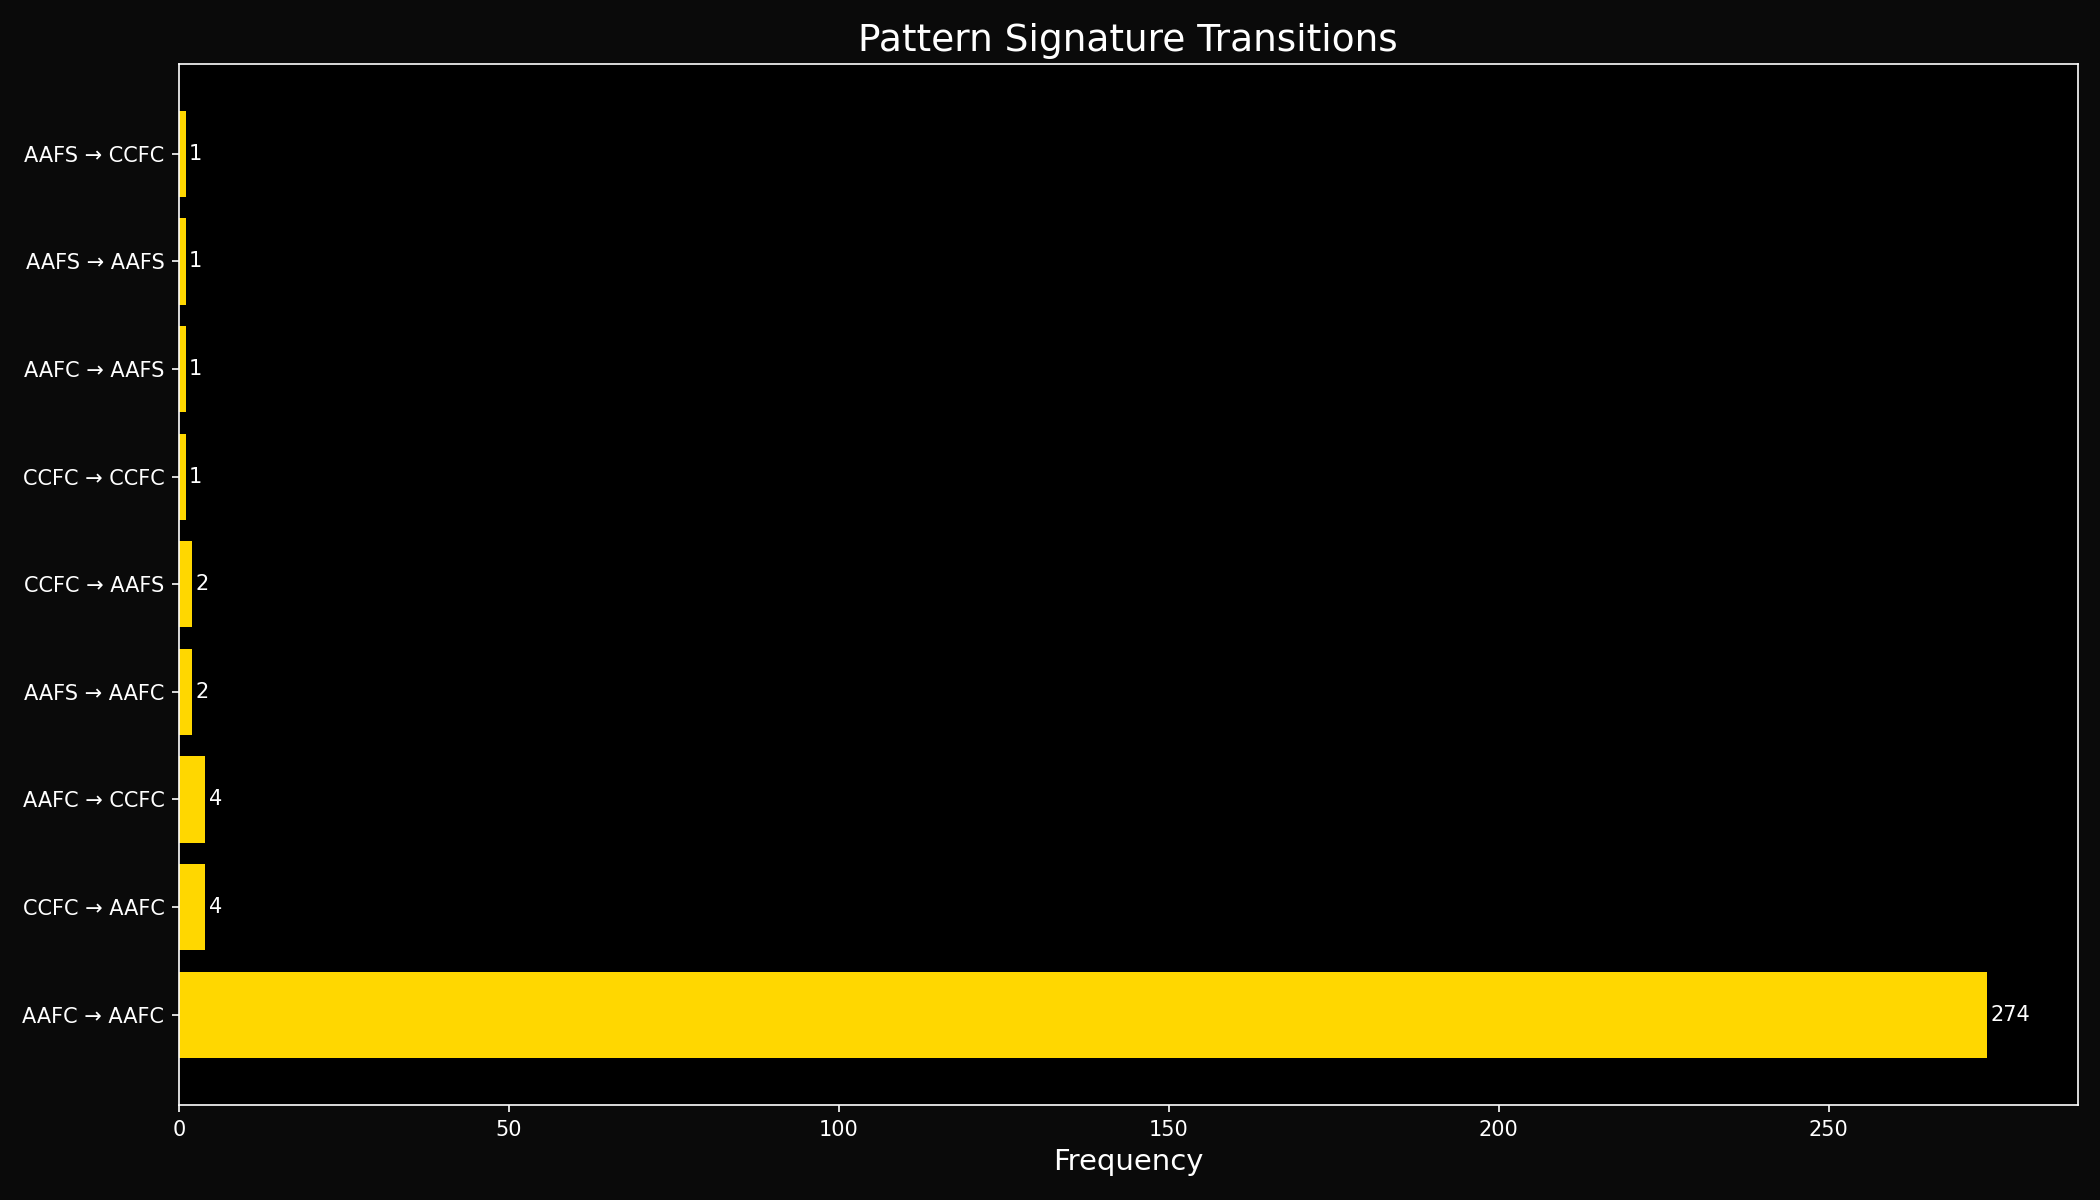 Pattern Signature Transitions
AAFS → CCFC 1
AAFS → AAFS 1
AAFC → AAFS 1
CCFC → CCFC 1
CCFC → AAFS 2
AAFS → AAFC 2
AAFC → CCFC 4
CCFC → AAFC 4
AAFC → AAFC 274
0 50 100 150 200 250
Frequency